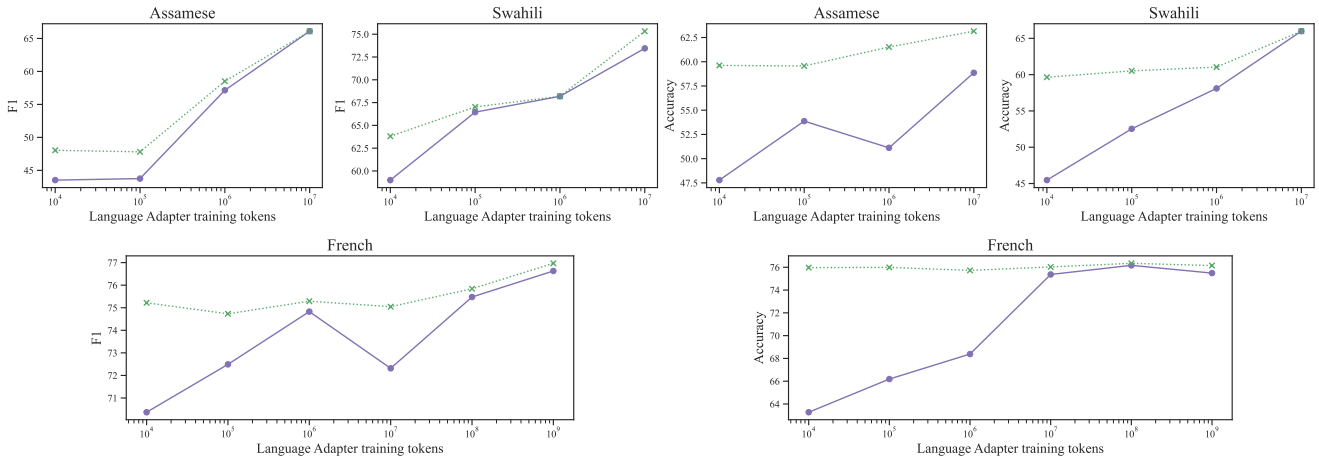 Assamese
F1
65
60
55
50
45
10^4 10^5 10^6 10^7
Language Adapter training tokens
Swahili
F1
75.0
72.5
70.0
67.5
65.0
62.5
60.0
10^4 10^5 10^6 10^7
Language Adapter training tokens
Assamese
Accuracy
62.5
60.0
57.5
55.0
52.5
50.0
47.5
10^4 10^5 10^6 10^7
Language Adapter training tokens
Swahili
Accuracy
65
60
55
50
45
10^4 10^5 10^6 10^7
Language Adapter training tokens
French
F1
77
76
75
74
73
72
71
10^4 10^5 10^6 10^7 10^8 10^9
Language Adapter training tokens
French
Accuracy
76
74
72
70
68
66
64
10^4 10^5 10^6 10^7 10^8 10^9
Language Adapter training tokens